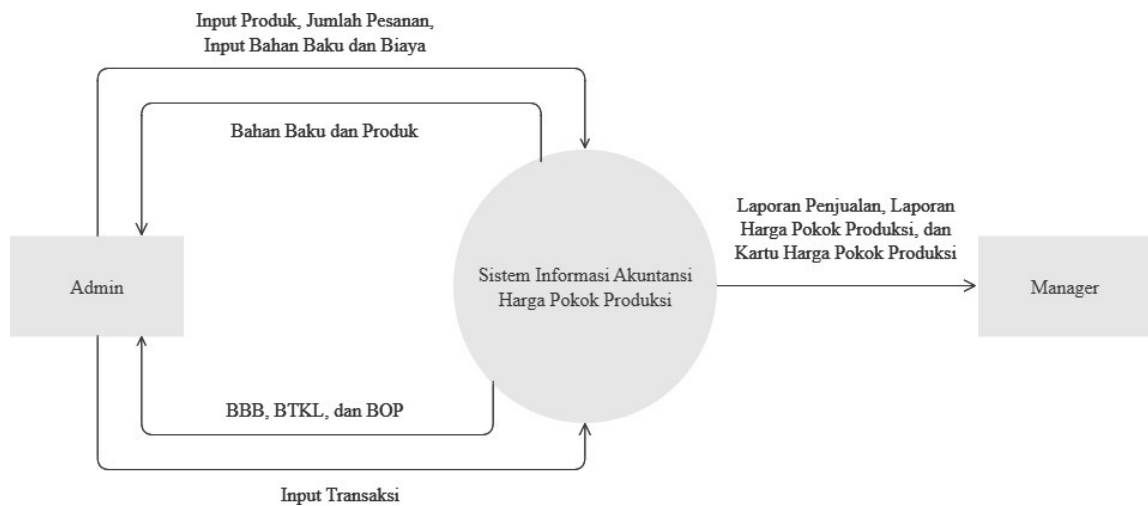 Input Produk, Jumlah Pesanan,
Input Bahan Baku dan Biaya
Bahan Baku dan Produk
Laporan Penjualan, Laporan
Harga Pokok Produksi, dan
Kartu Harga Pokok Produksi
Admin
Sistem Informasi Akuntansi
Harga Pokok Produksi
Manager
BBB, BTKL, dan BOP
Input Transaksi